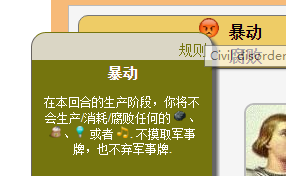 暴动
腐败
Civil disorder
规则
暴动
在本回合的生产阶段，你将不
会生产/消耗/腐败任何的 、
、 或者 . 不摸取军事
牌，也不弃军事牌.